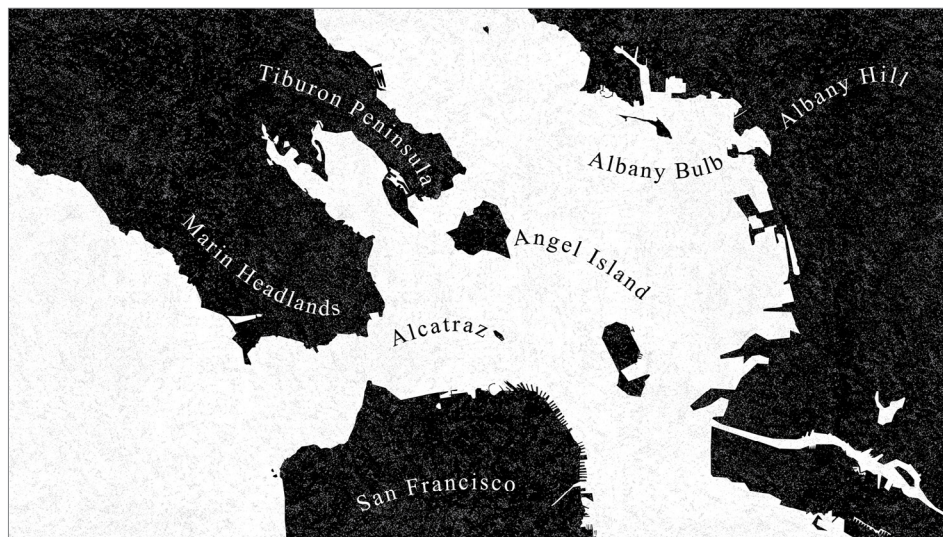 Tiburon Peninsula
Albany Hill
Albany Bulb
Marin Headlands
Angel Island
Alcatraz
San Francisco